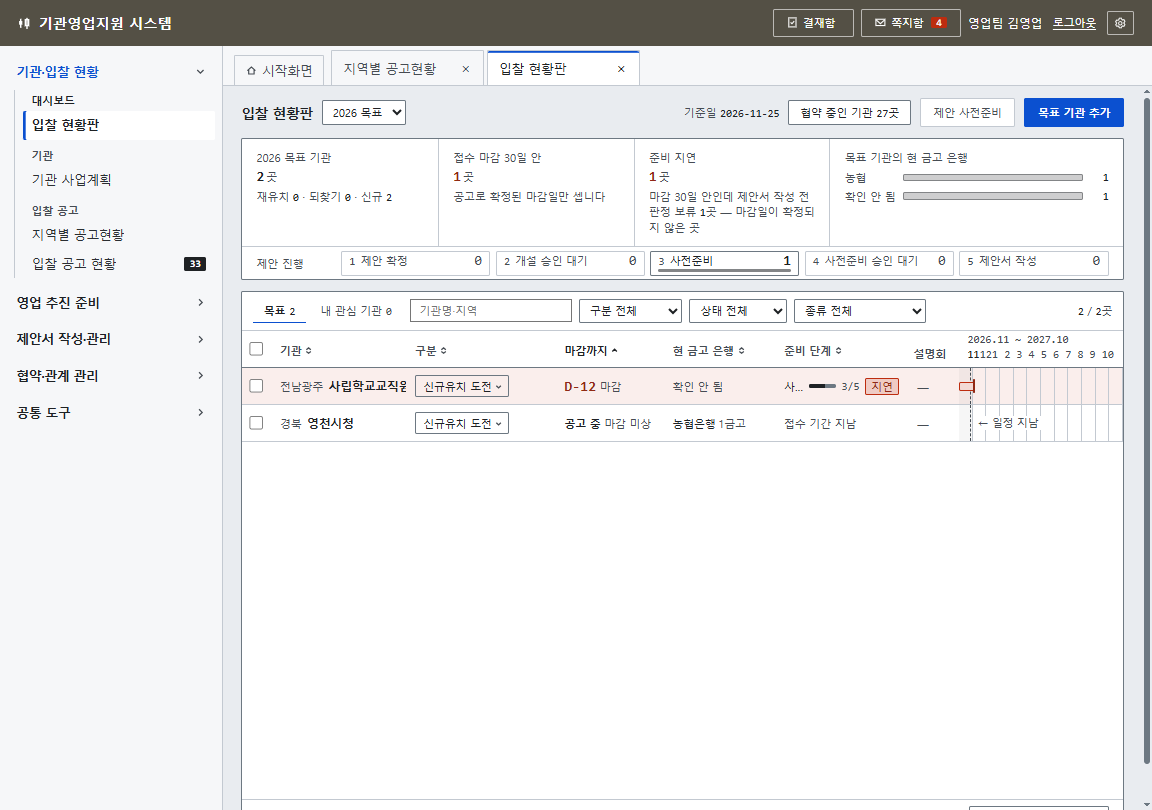 기관영업지원 시스템
결재함
쪽지함 4
영업팀 김영업
로그아웃
기관·입찰 현황
대시보드
입찰 현황판
기관
기관 사업계획
입찰 공고
지역별 공고현황
입찰 공고 현황 33
영업 추진 준비
제안서 작성·관리
협약·관계 관리
공통 도구
시작화면
지역별 공고현황 ×
입찰 현황판 ×
입찰 현황판
2026 목표
기준일 2026-11-25
협약 중인 기관 27곳
제안 사전준비
목표 기관 추가
2026 목표 기관
2 곳
재유치 0 · 되찾기 0 · 신규 2
접수 마감 30일 안
1 곳
공고로 확정된 마감일만 셉니다
준비 지연
1 곳
마감 30일 안인데 제안서 작성 전
판정 보류 1곳 — 마감일이 확정되
지 않은 곳
목표 기관의 현 금고 은행
농협 1
확인 안 됨 1
제안 진행
1 제안 확정 0
2 개설 승인 대기 0
3 사전준비 1
4 사전준비 승인 대기 0
5 제안서 작성 0
목표 2
내 관심 기관 0
기관명·지역
구분 전체
상태 전체
종류 전체
2 / 2곳
기관
구분
마감까지
현 금고 은행
준비 단계
설명회
2026.11 ~ 2027.10
11 12 1 2 3 4 5 6 7 8 9 10
전남광주 사립학교교직원
신규유치 도전
D-12 마감
확인 안 됨
사… 3/5 지연
—
경북 영천시청
신규유치 도전
공고 중 마감 미상
농협은행 1금고
접수 기간 지남
—
← 일정 지남